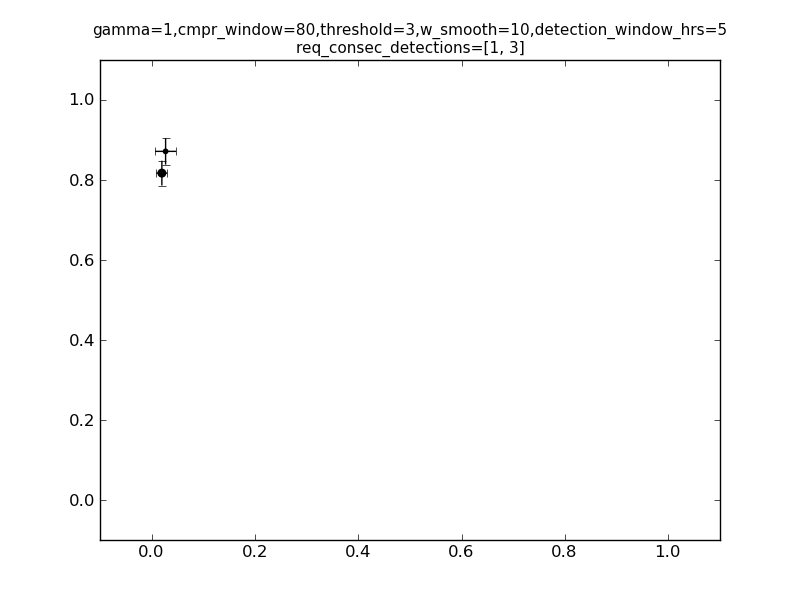 gamma=1,cmpr_window=80,threshold=3,w_smooth=10,detection_window_hrs=5
req_consec_detections=[1, 3]
1.0
0.8
0.6
0.4
0.2
0.0
0.0 0.2 0.4 0.6 0.8 1.0